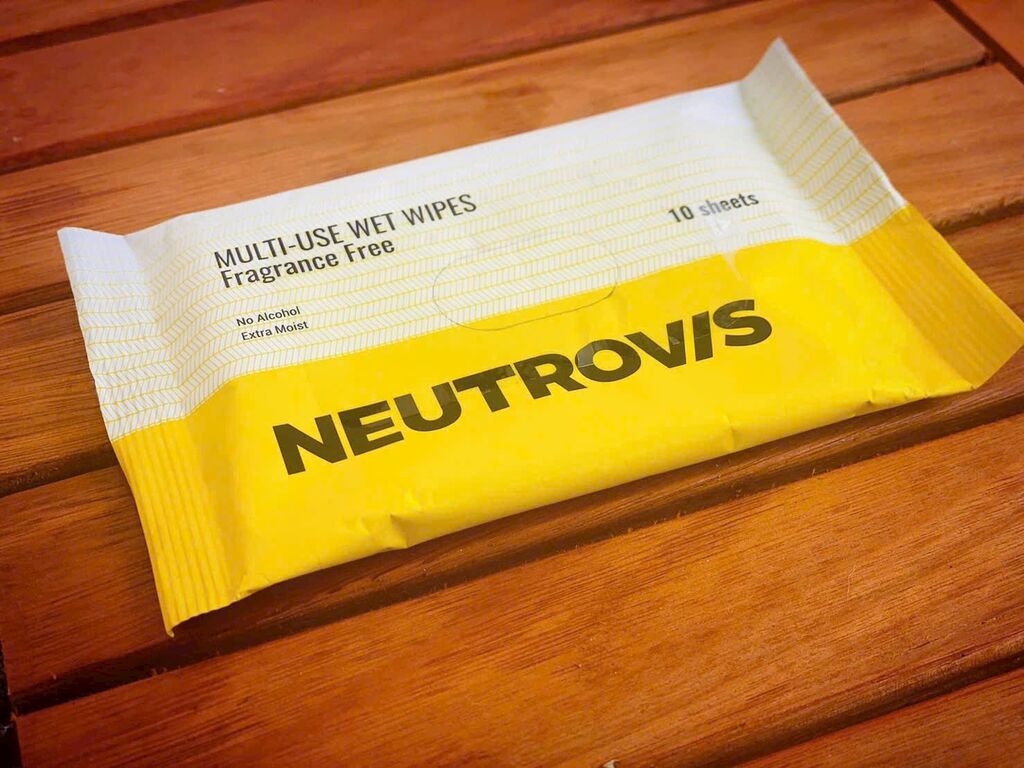 MULTI-USE WET WIPES
Fragrance Free
10 sheets
No Alcohol
Extra Moist
NEUTROVIS